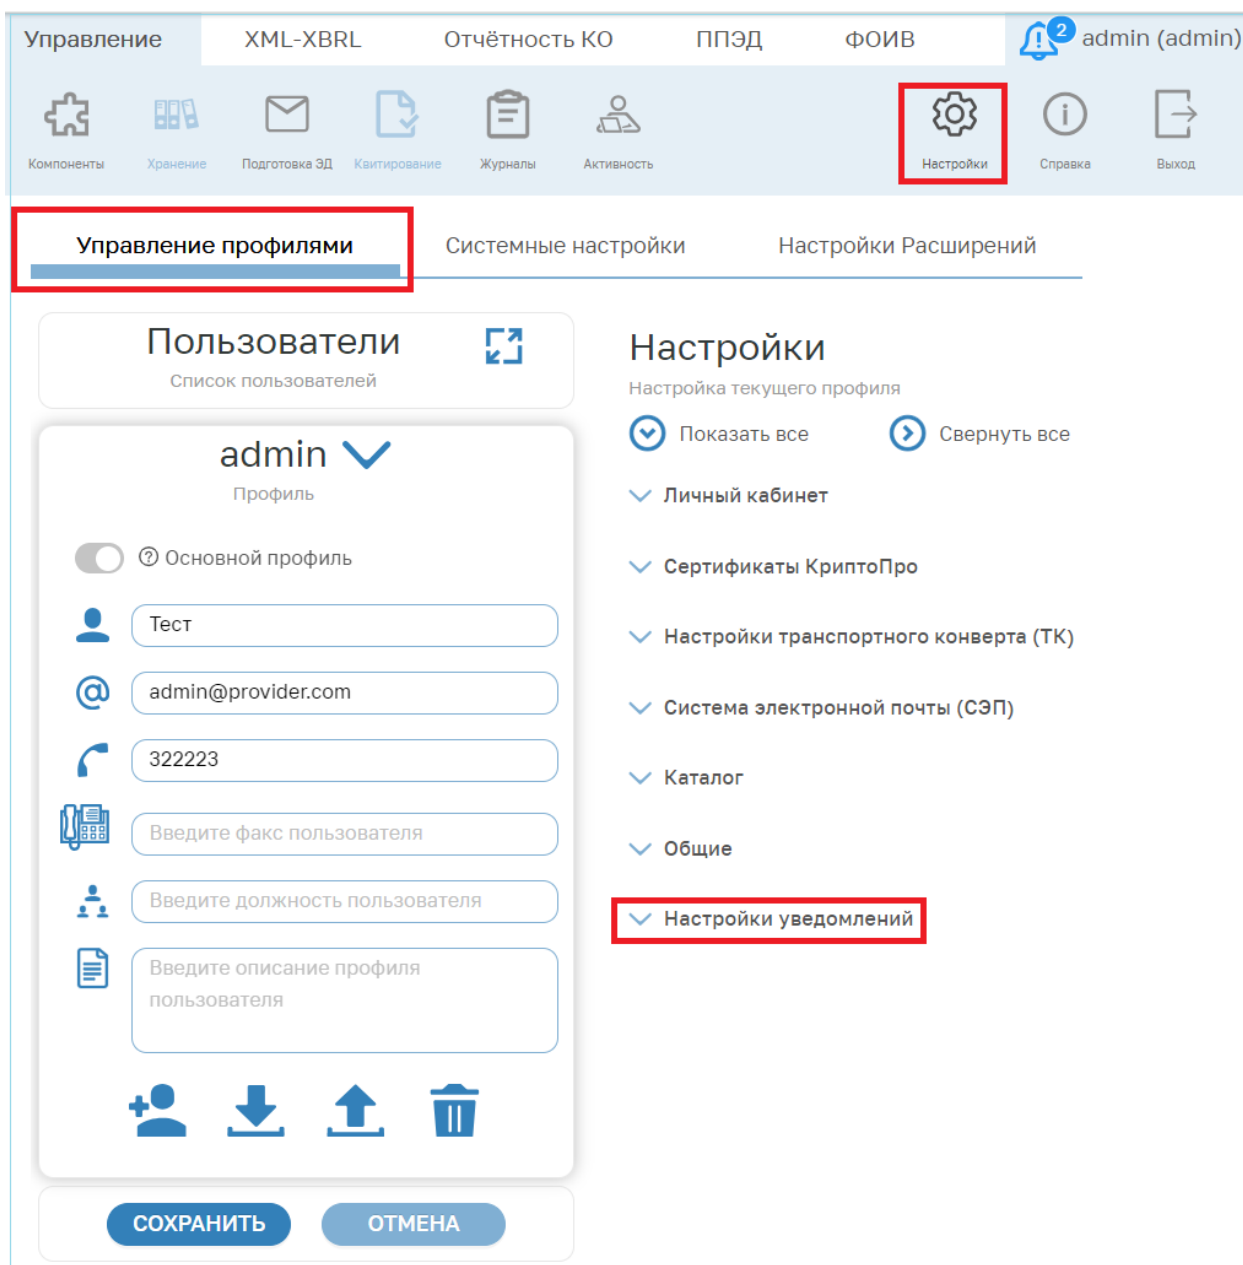 Управление XML-XBRL Отчётность КО ППЭД ФОИВ 2 admin (admin)
Компоненты Хранение Подготовка ЭД Квитирование Журналы Активность Настройки Справка Выход
Управление профилями Системные настройки Настройки Расширений
Пользователи
Список пользователей
admin
Профиль
Основной профиль
Тест
admin@provider.com
322223
Введите факс пользователя
Введите должность пользователя
Введите описание профиля
пользователя
СОХРАНИТЬ ОТМЕНА
Настройки
Настройка текущего профиля
Показать все Свернуть все
Личный кабинет
Сертификаты КриптоПро
Настройки транспортного конверта (ТК)
Система электронной почты (СЭП)
Каталог
Общие
Настройки уведомлений